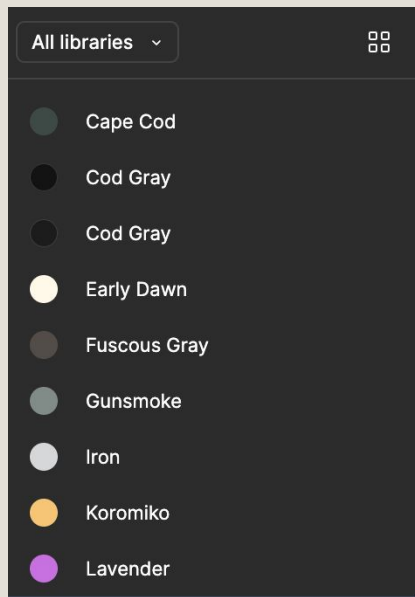 All libraries
Cape Cod
Cod Gray
Cod Gray
Early Dawn
Fuscous Gray
Gunsmoke
Iron
Koromiko
Lavender